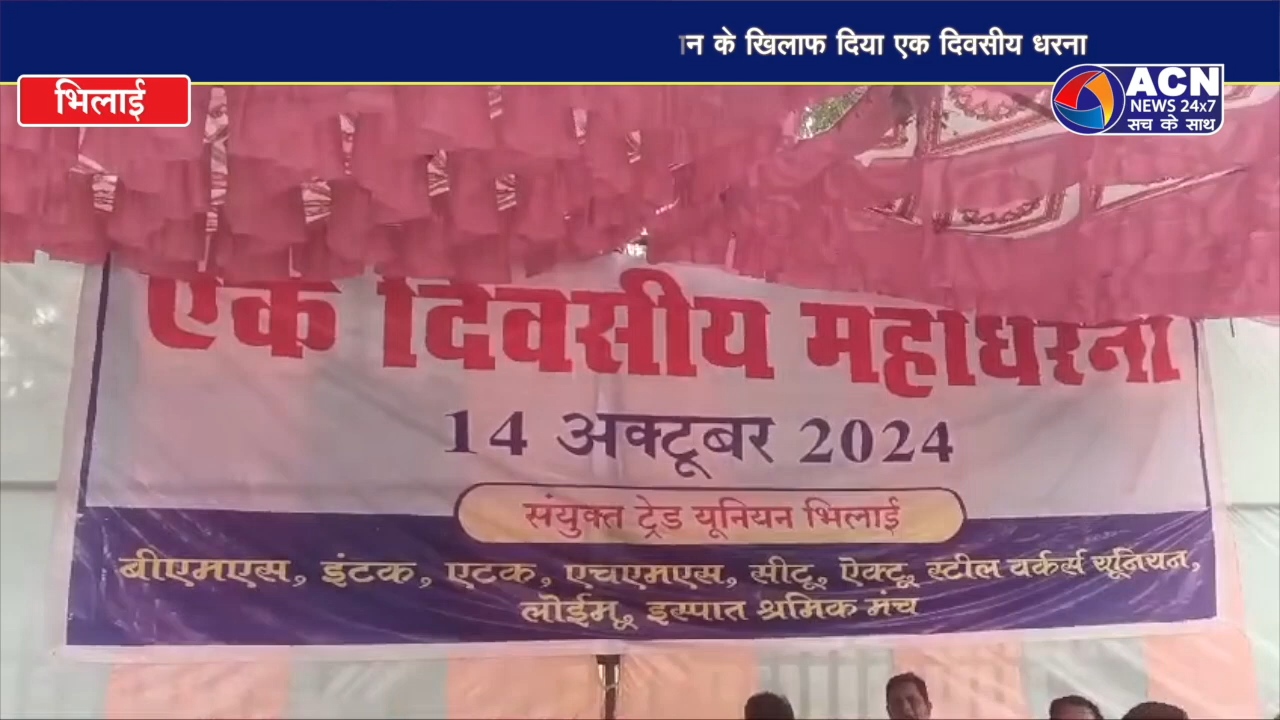 के खिलाफ दिया एक दिवसीय धरना
भिलाई
ACN
NEWS 24x7
सच के साथ
एक दिवसीय महाधरना
14 अक्टूबर 2024
संयुक्त ट्रेड यूनियन भिलाई
बीएमएस, इंटक, एटक, एचएमएस, सीटू, ऐक्टू, स्टील वर्कर्स यूनियन,
लोईमू, इस्पात श्रमिक मंच